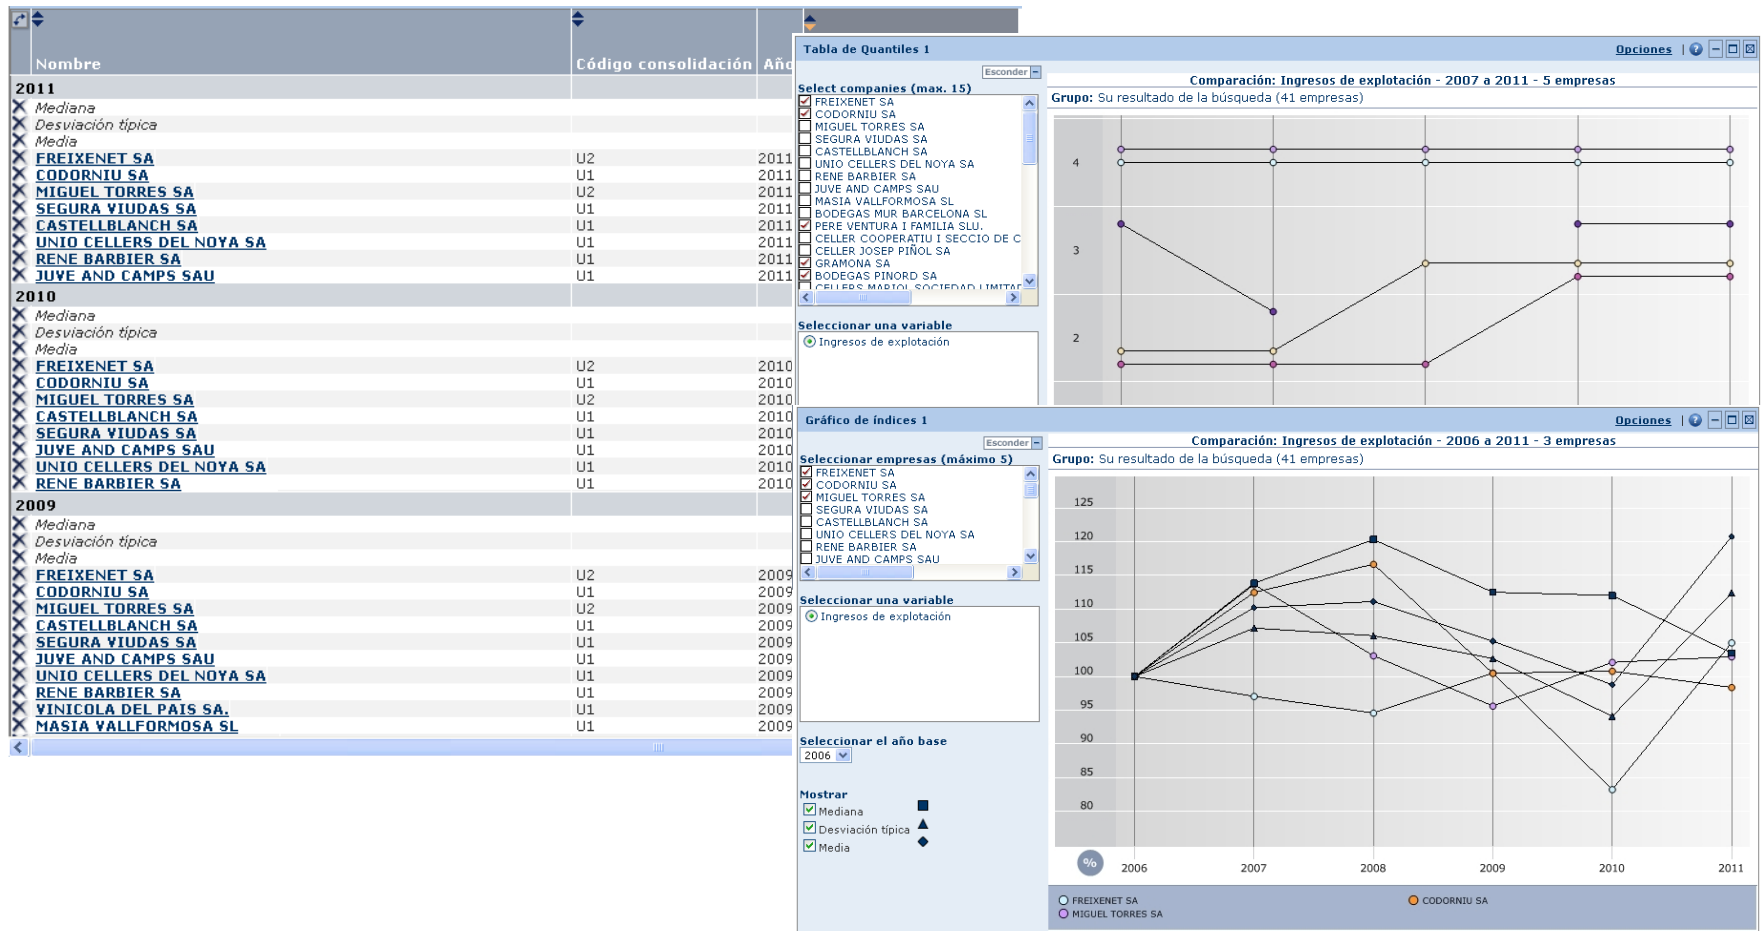 Nombre Código consolidación Año
2011
Mediana
Desviación típica
Media
FREIXENET SA U2 2011
CODORNIU SA U1 2011
MIGUEL TORRES SA U2 2011
SEGURA VIUDAS SA U1 2011
CASTELLBLANCH SA U1 2011
UNIO CELLERS DEL NOYA SA U1 2011
RENE BARBIER SA U1 2011
JUVE AND CAMPS SAU U1 2011
2010
Mediana
Desviación típica
Media
FREIXENET SA U2 2010
CODORNIU SA U1 2010
MIGUEL TORRES SA U2 2010
CASTELLBLANCH SA U1 2010
SEGURA VIUDAS SA U1 2010
JUVE AND CAMPS SAU U1 2010
UNIO CELLERS DEL NOYA SA U1 2010
RENE BARBIER SA U1 2010
2009
Mediana
Desviación típica
Media
FREIXENET SA U2 2009
CODORNIU SA U1 2009
MIGUEL TORRES SA U2 2009
CASTELLBLANCH SA U1 2009
SEGURA VIUDAS SA U1 2009
JUVE AND CAMPS SAU U1 2009
UNIO CELLERS DEL NOYA SA U1 2009
RENE BARBIER SA U1 2009
VINICOLA DEL PAIS SA. U1 2009
MASIA VALLFORMOSA SL U1 2009
Tabla de Quantiles 1 Opciones | ?
Esconder
Select companies (max. 15)
FREIXENET SA
CODORNIU SA
MIGUEL TORRES SA
SEGURA VIUDAS SA
CASTELLBLANCH SA
UNIO CELLERS DEL NOYA SA
RENE BARBIER SA
JUVE AND CAMPS SAU
MASIA VALLFORMOSA SL
BODEGAS MUR BARCELONA SL
PERE VENTURA I FAMILIA SLU.
CELLER COOPERATIU I SECCIO DE C
CELLER JOSEP PIÑOL SA
GRAMONA SA
BODEGAS PINORD SA
CELLERS MARIOL SOCIEDAD LIMITAD
Seleccionar una variable
Ingresos de explotación
Comparación: Ingresos de explotación - 2007 a 2011 - 5 empresas
Grupo: Su resultado de la búsqueda (41 empresas)
4
3
2
Gráfico de índices 1 Opciones | ?
Esconder
Seleccionar empresas (máximo 5)
FREIXENET SA
CODORNIU SA
MIGUEL TORRES SA
SEGURA VIUDAS SA
CASTELLBLANCH SA
UNIO CELLERS DEL NOYA SA
RENE BARBIER SA
JUVE AND CAMPS SAU
Seleccionar una variable
Ingresos de explotación
Seleccionar el año base
2006
Mostrar
Mediana
Desviación típica
Media
Comparación: Ingresos de explotación - 2006 a 2011 - 3 empresas
Grupo: Su resultado de la búsqueda (41 empresas)
125
120
115
110
105
100
95
90
85
80
% 2006 2007 2008 2009 2010 2011
FREIXENET SA CODORNIU SA
MIGUEL TORRES SA